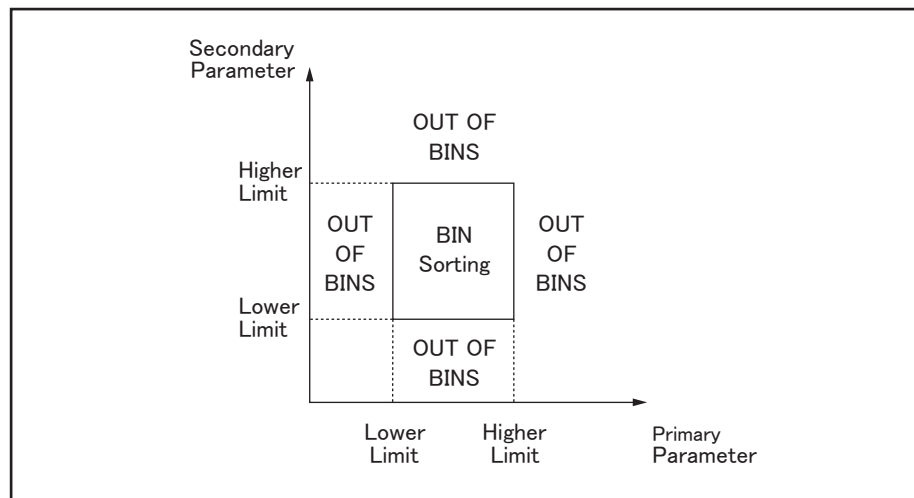 Secondary
Parameter
OUT OF
BINS
Higher
Limit
OUT
OF
BINS
BIN
Sorting
OUT
OF
BINS
Lower
Limit
OUT OF
BINS
Lower
Limit
Higher
Limit
Primary
Parameter